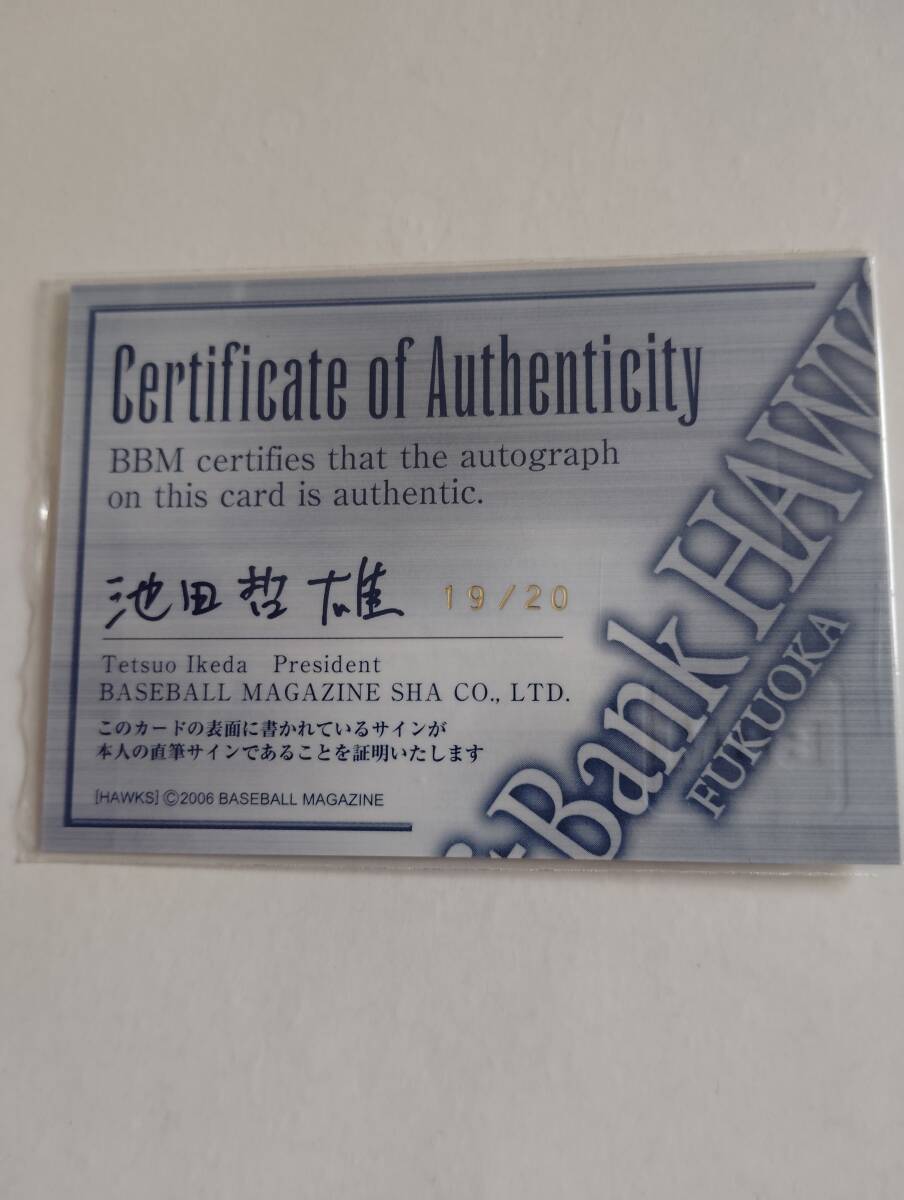 Certificate of Authenticity
BBM certifies that the autograph
on this card is authentic.
池田哲雄 19/20
Tetsuo Ikeda President
BASEBALL MAGAZINE SHA CO., LTD.
このカードの表面に書かれているサインが
本人の直筆サインであることを証明いたします
[HAWKS] ©2006 BASEBALL MAGAZINE
Bank HAWK
FUKUOKA